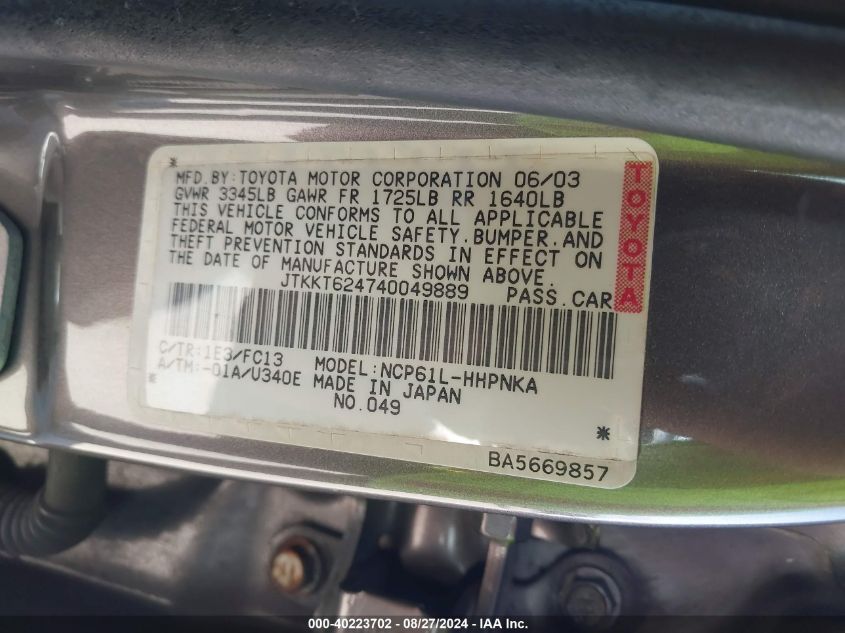 *
MFD.BY:TOYOTA MOTOR CORPORATION 06/03
GVWR 3345LB GAWR FR 1725LB RR 1640LB
THIS VEHICLE CONFORMS TO ALL APPLICABLE
FEDERAL MOTOR VEHICLE SAFETY,BUMPER,AND
THEFT PREVENTION STANDARDS IN EFFECT ON
THE DATE OF MANUFACTURE SHOWN ABOVE.
JTKKT624740049889 PASS.CAR
TOYOTA
C/TR:1E3/FC13 MODEL:NCP61L-HHPNKA
A/TM:-01A/U340E MADE IN JAPAN
NO.049
*
BA5669857
000-40223702 - 08/27/2024 - IAA Inc.